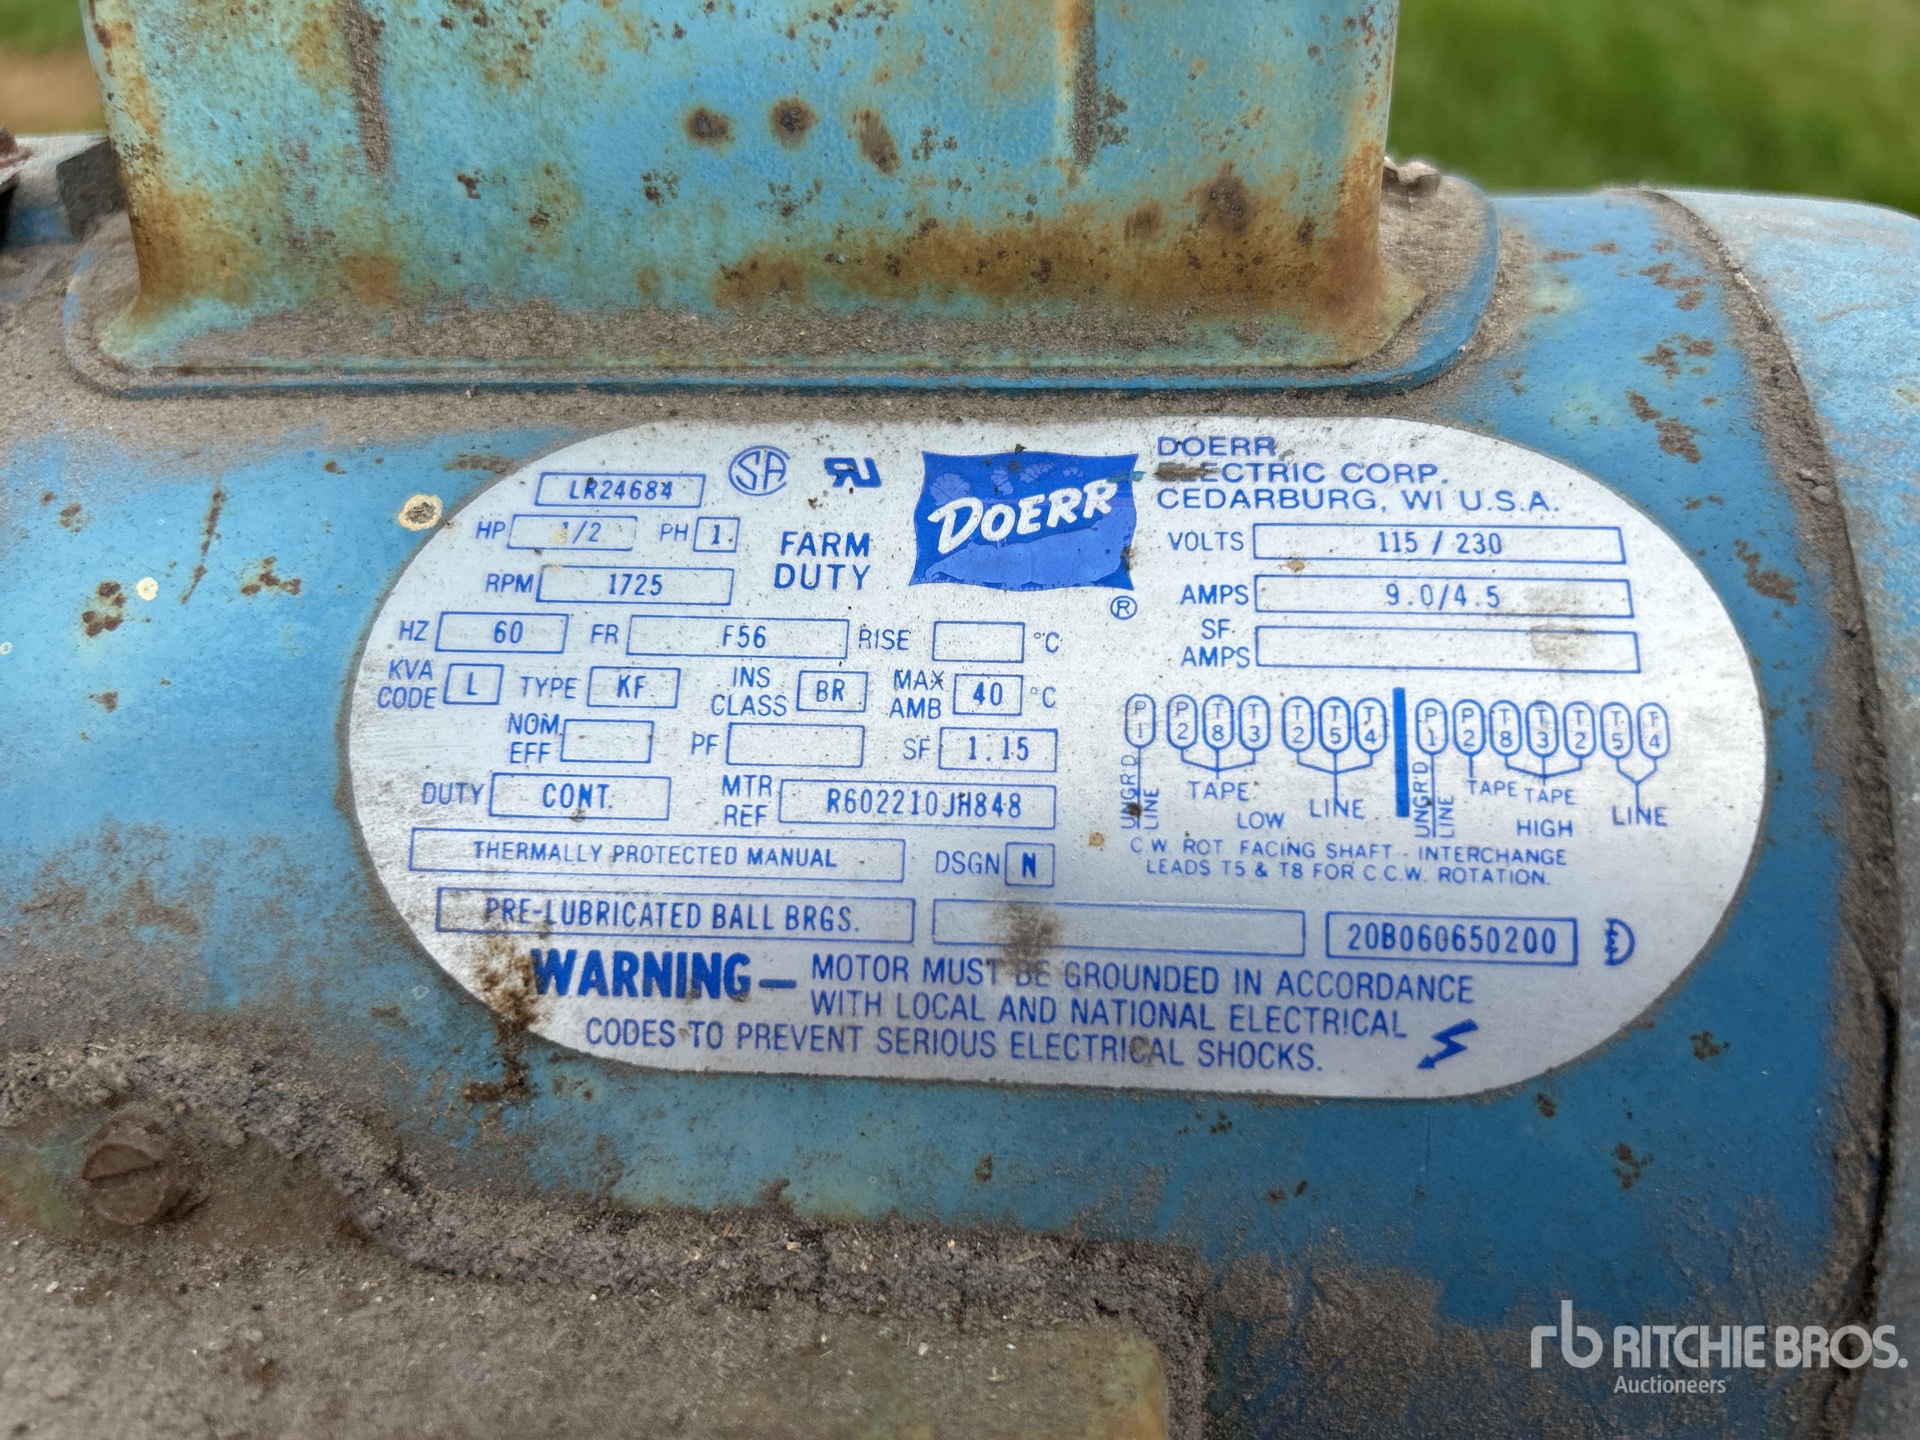 LR24684
SA
DOERR
DOERR
ELECTRIC CORP.
CEDARBURG, WI U.S.A.
HP 1/2 PH 1
FARM
DUTY
®
RPM 1725
HZ 60 FR F56 RISE °C
KVA
CODE L TYPE KF INS
CLASS BR MAX
AMB 40 °C
NOM
EFF PF SF 1.15
DUTY CONT. MTR
REF R602210JH848
THERMALLY PROTECTED MANUAL DSGN N
PRE-LUBRICATED BALL BRGS.
VOLTS 115 / 230
AMPS 9.0/4.5
SF
AMPS
P1 P2 T8 T3 T2 T5 T4 P1 P2 T8 T3 T2 T5 T4
UNGR'D
LINE TAPE LINE UNGR'D
LINE TAPE TAPE LINE
LOW HIGH
C.W. ROT FACING SHAFT - INTERCHANGE
LEADS T5 & T8 FOR C.C.W. ROTATION.
20B060650200
WARNING — MOTOR MUST BE GROUNDED IN ACCORDANCE
WITH LOCAL AND NATIONAL ELECTRICAL
CODES TO PREVENT SERIOUS ELECTRICAL SHOCKS.
rb RITCHIE BROS.
Auctioneers